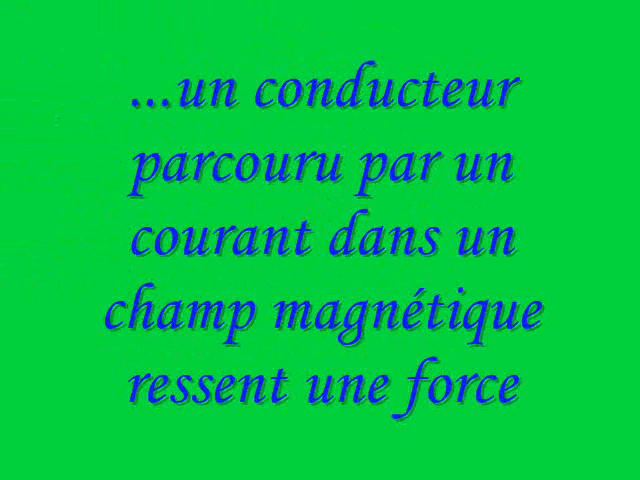 ...un conducteur
parcouru par un
courant dans un
champ magnétique
ressent une force